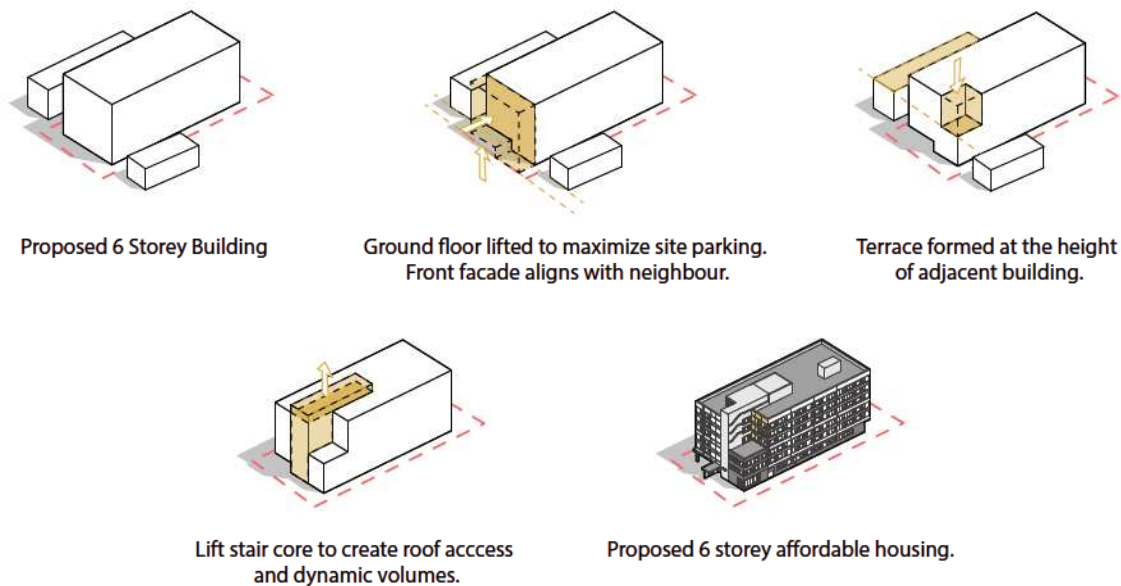 Proposed 6 Storey Building
Ground floor lifted to maximize site parking.
Front facade aligns with neighbour.
Terrace formed at the height
of adjacent building.
Lift stair core to create roof acccess
and dynamic volumes.
Proposed 6 storey affordable housing.